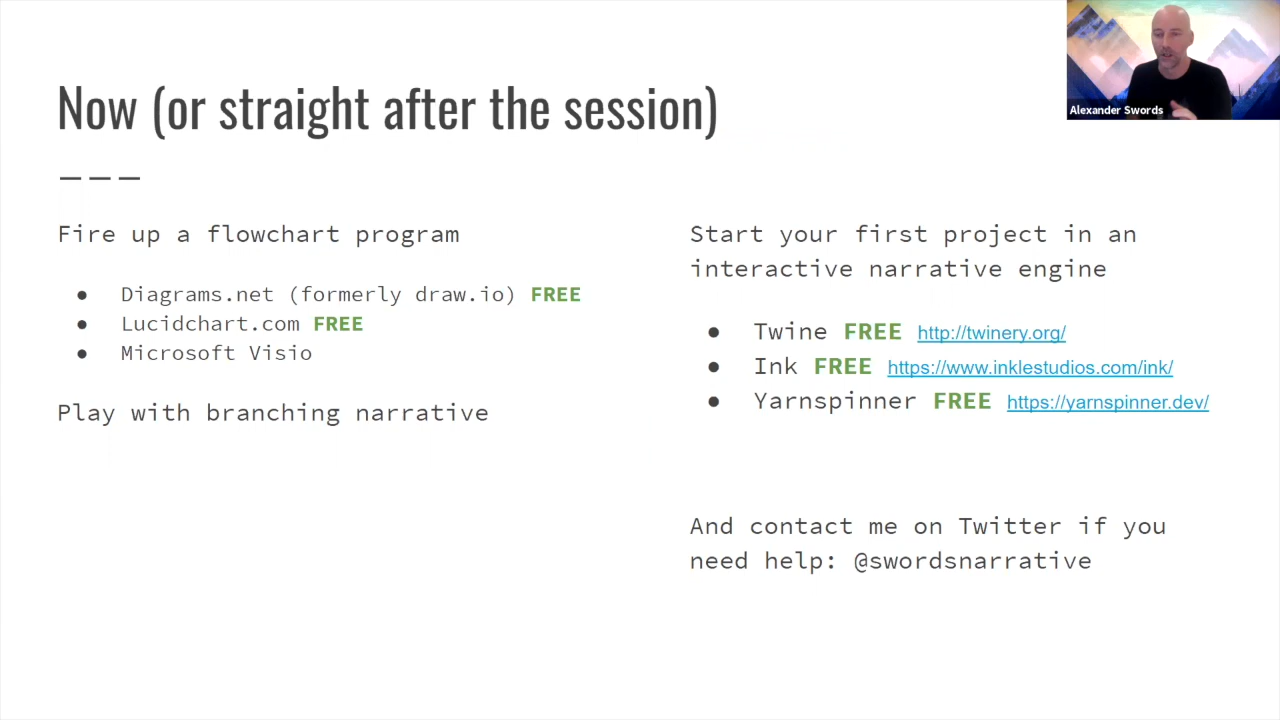 Now (or straight after the session)
Alexander Swords
Fire up a flowchart program
● Diagrams.net (formerly draw.io) FREE
● Lucidchart.com FREE
● Microsoft Visio
Play with branching narrative
Start your first project in an
interactive narrative engine
● Twine FREE http://twinery.org/
● Ink FREE https://www.inklestudios.com/ink/
● Yarnspinner FREE https://yarnspinner.dev/
And contact me on Twitter if you
need help: @swordsnarrative